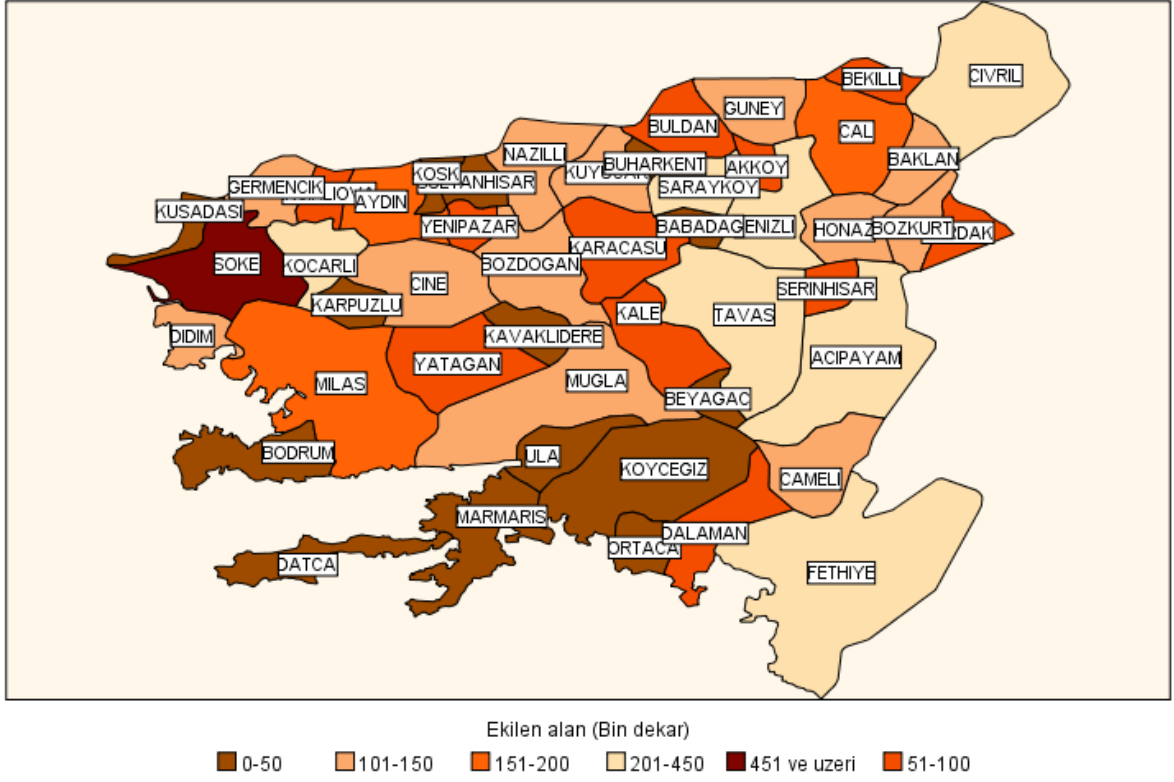 CIVRIL
BEKILLI
GUNEY
BULDAN
CAL
NAZILLI
BAKLAN
BUHARKENT
KOSK
AKKOY
GERMENCIK
AYDIN
SARAYKOY
KUSADASI
YENIPAZAR
BABADAG
HONAZ
BOZKURT
KARACASU
SOKE
KOCARLI
BOZDOGAN
CINE
SERINHISAR
KARPUZLU
KALE
TAVAS
DIDIM
KAVAKLIDERE
ACIPAYAM
YATAGAN
MUGLA
MILAS
BEYAGAC
BODRUM
ULA
KOYCEGIZ
CAMELI
MARMARIS
DALAMAN
ORTACA
DATCA
FETHIYE
Ekilen alan (Bin dekar)
0-50 101-150 151-200 201-450 451 ve uzeri 51-100